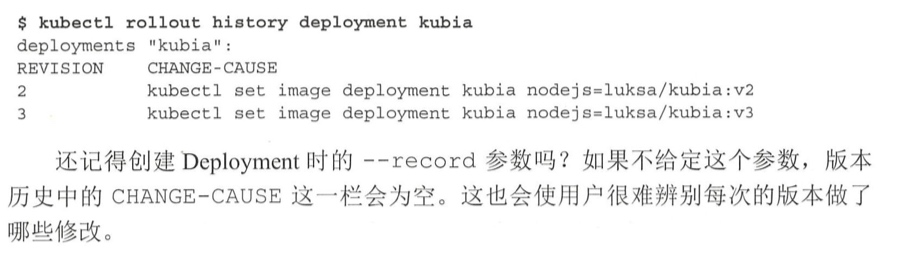 $ kubectl rollout history deployment kubia
deployments "kubia":
REVISION    CHANGE-CAUSE
2           kubectl set image deployment kubia nodejs=luksa/kubia:v2
3           kubectl set image deployment kubia nodejs=luksa/kubia:v3
还记得创建 Deployment 时的 --record 参数吗？如果不给定这个参数，版本
历史中的 CHANGE-CAUSE 这一栏会为空。这也会使用户很难辨别每次的版本做了
哪些修改。